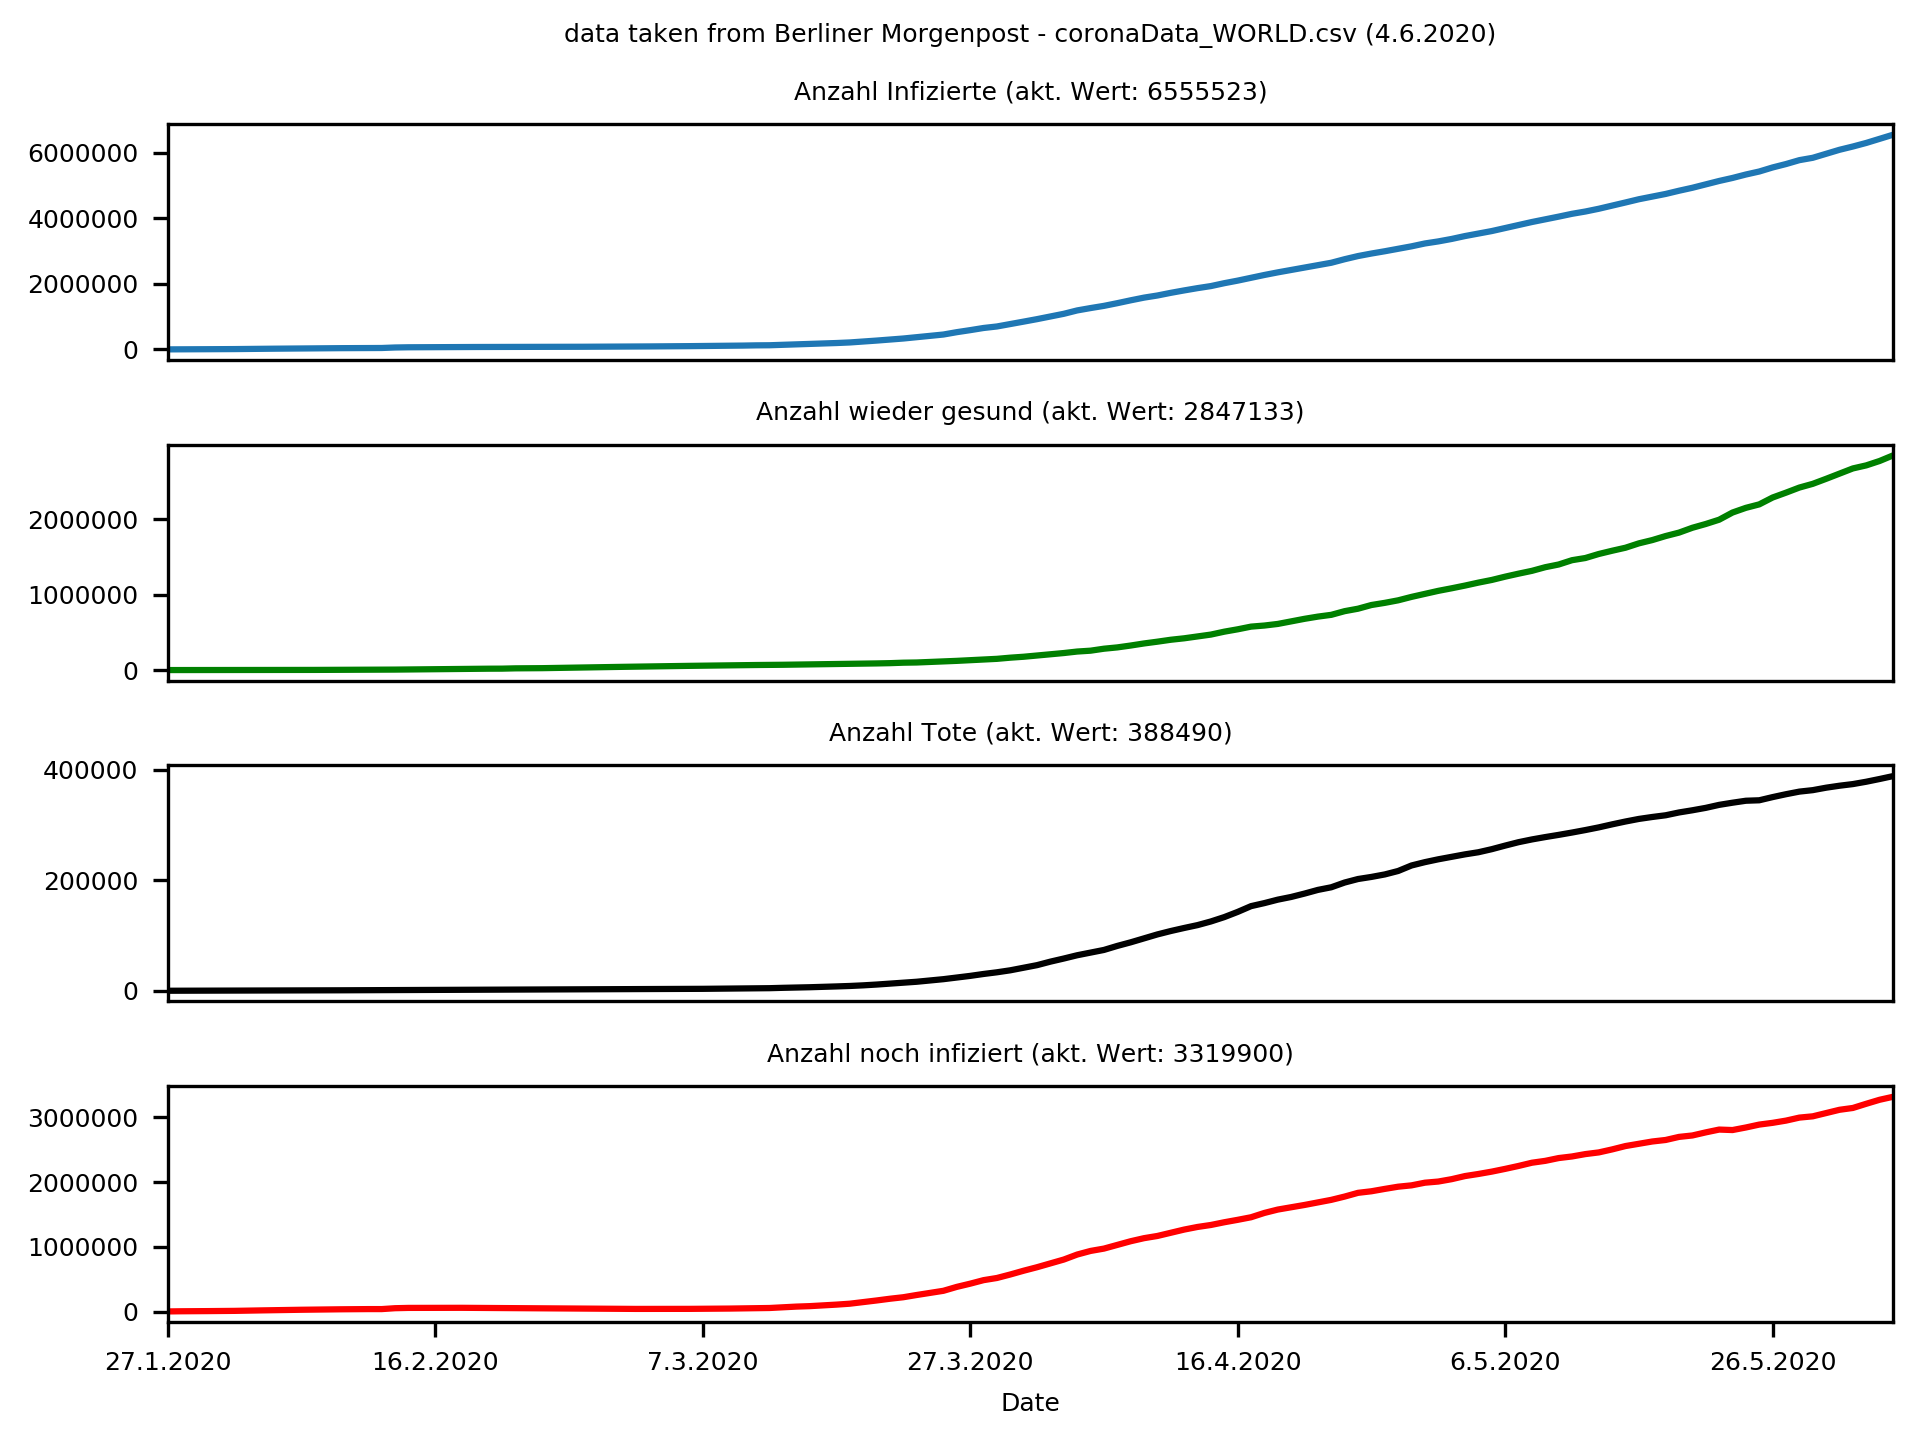 data taken from Berliner Morgenpost - coronaData_WORLD.csv (4.6.2020)
Anzahl Infizierte (akt. Wert: 6555523)
6000000
4000000
2000000
0
Anzahl wieder gesund (akt. Wert: 2847133)
2000000
1000000
0
Anzahl Tote (akt. Wert: 388490)
400000
200000
0
Anzahl noch infiziert (akt. Wert: 3319900)
3000000
2000000
1000000
0
27.1.2020 16.2.2020 7.3.2020 27.3.2020 16.4.2020 6.5.2020 26.5.2020
Date